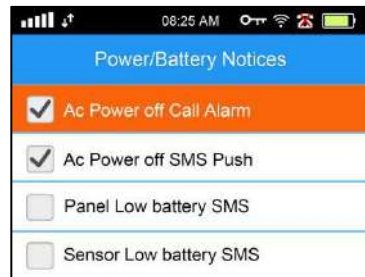 08:25 AM
Power/Battery Notices
Ac Power off Call Alarm
Ac Power off SMS Push
Panel Low battery SMS
Sensor Low battery SMS